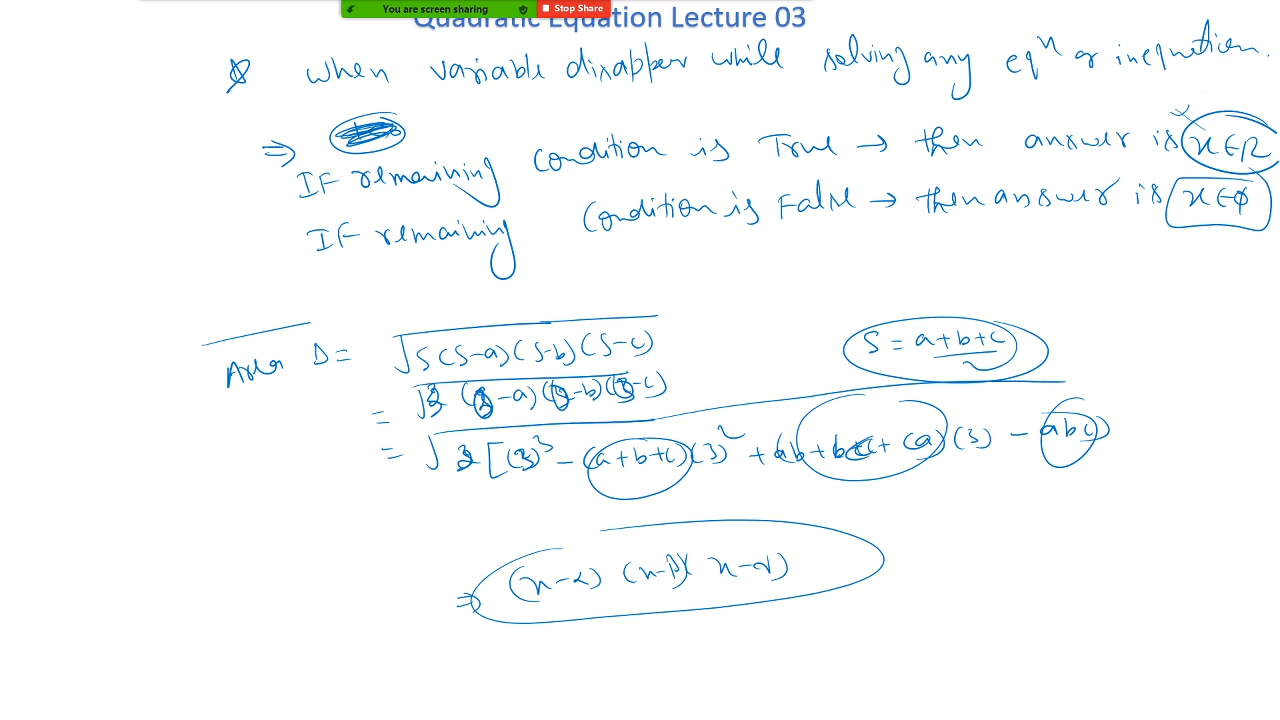 You are screen sharing Stop Share
Quadratic Equation Lecture 03
When variable disapper while solving any eqⁿ or inequation.
⇒ IF remaining condition is True → then answer is x∈R
IF remaining condition is False → then answer is x∈ϕ
Area Δ = √S(S-a)(S-b)(S-c) S = a+b+c/2
= √3(3-a)(3-b)(3-c)
= √3[(3)³ - (a+b+c)(3)² + (ab+bc+ca)(3) - abc)
⇒ (x-α)(x-β)(x-γ)